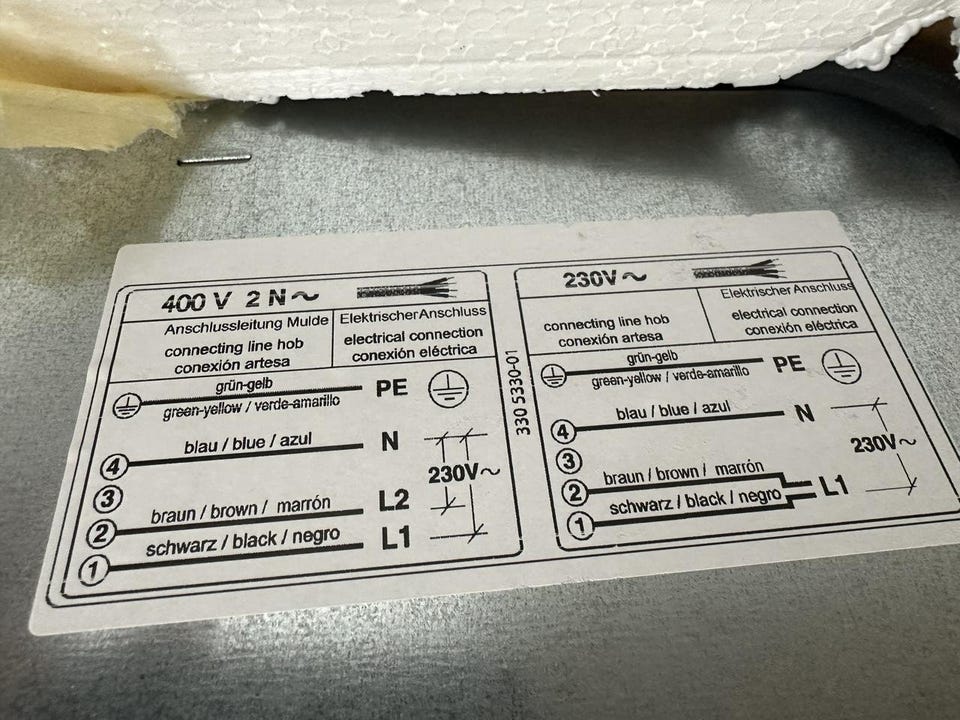 400 V 2 N ~
Anschlussleitung Mulde
connecting line hob
conexión artesa
Elektrischer Anschluss
electrical connection
conexión eléctrica
grün-gelb
green-yellow / verde-amarillo
PE
4
blau / blue / azul
N
3
230V~
2
braun / brown / marrón
L2
1
schwarz / black / negro
L1
330 5330-01
230V~
connecting line hob
conexión artesa
Elektrischer Anschluss
electrical connection
conexión eléctrica
grün-gelb
green-yellow / verde-amarillo
PE
4
blau / blue / azul
N
3
230V~
2
braun / brown / marrón
1
schwarz / black / negro
L1